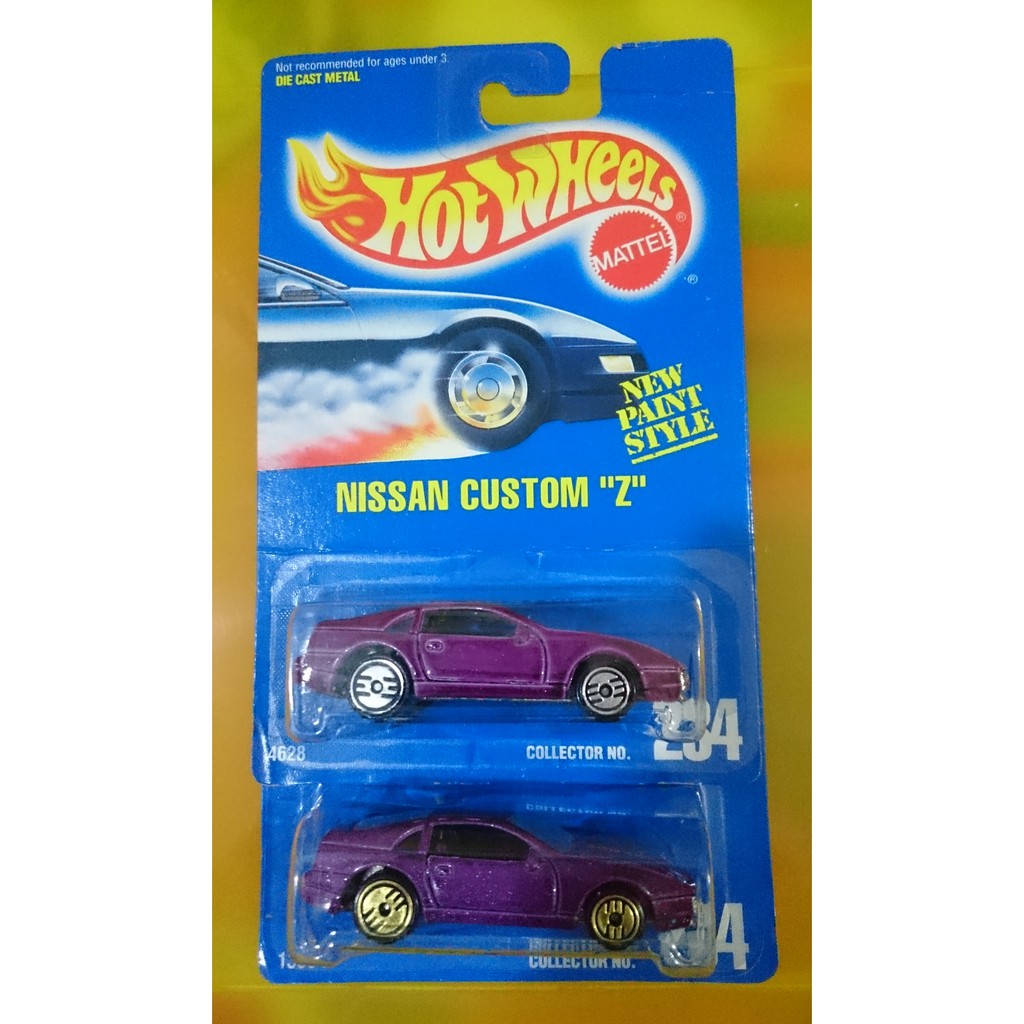 Not recommended for ages under 3.
DIE CAST METAL
HOT WHEELS®
MATTEL
®
NEW
PAINT
STYLE
NISSAN CUSTOM "Z"
4628
COLLECTOR NO. 234
COLLECTOR NO.